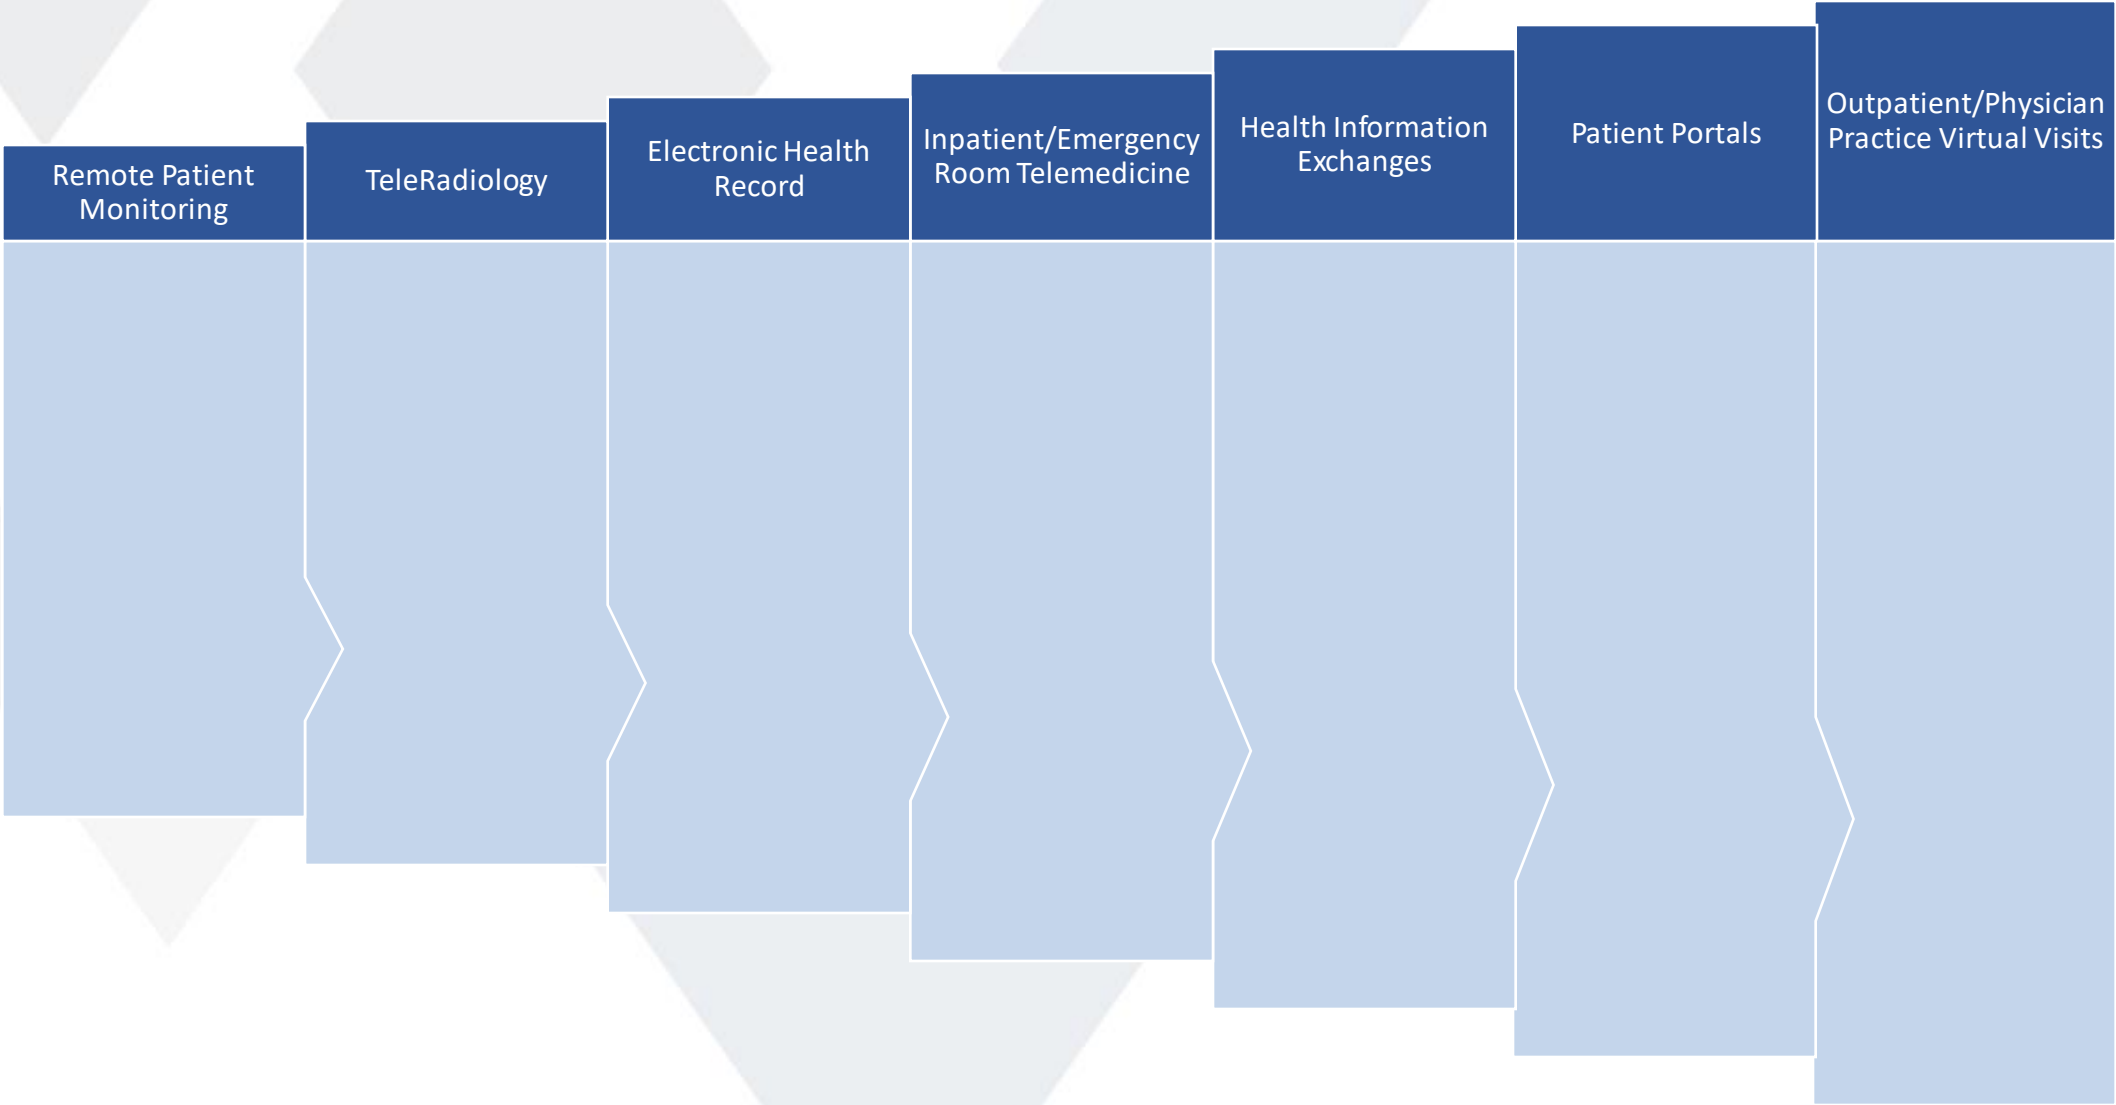 Remote Patient
Monitoring
TeleRadiology
Electronic Health
Record
Inpatient/Emergency
Room Telemedicine
Health Information
Exchanges
Patient Portals
Outpatient/Physician
Practice Virtual Visits